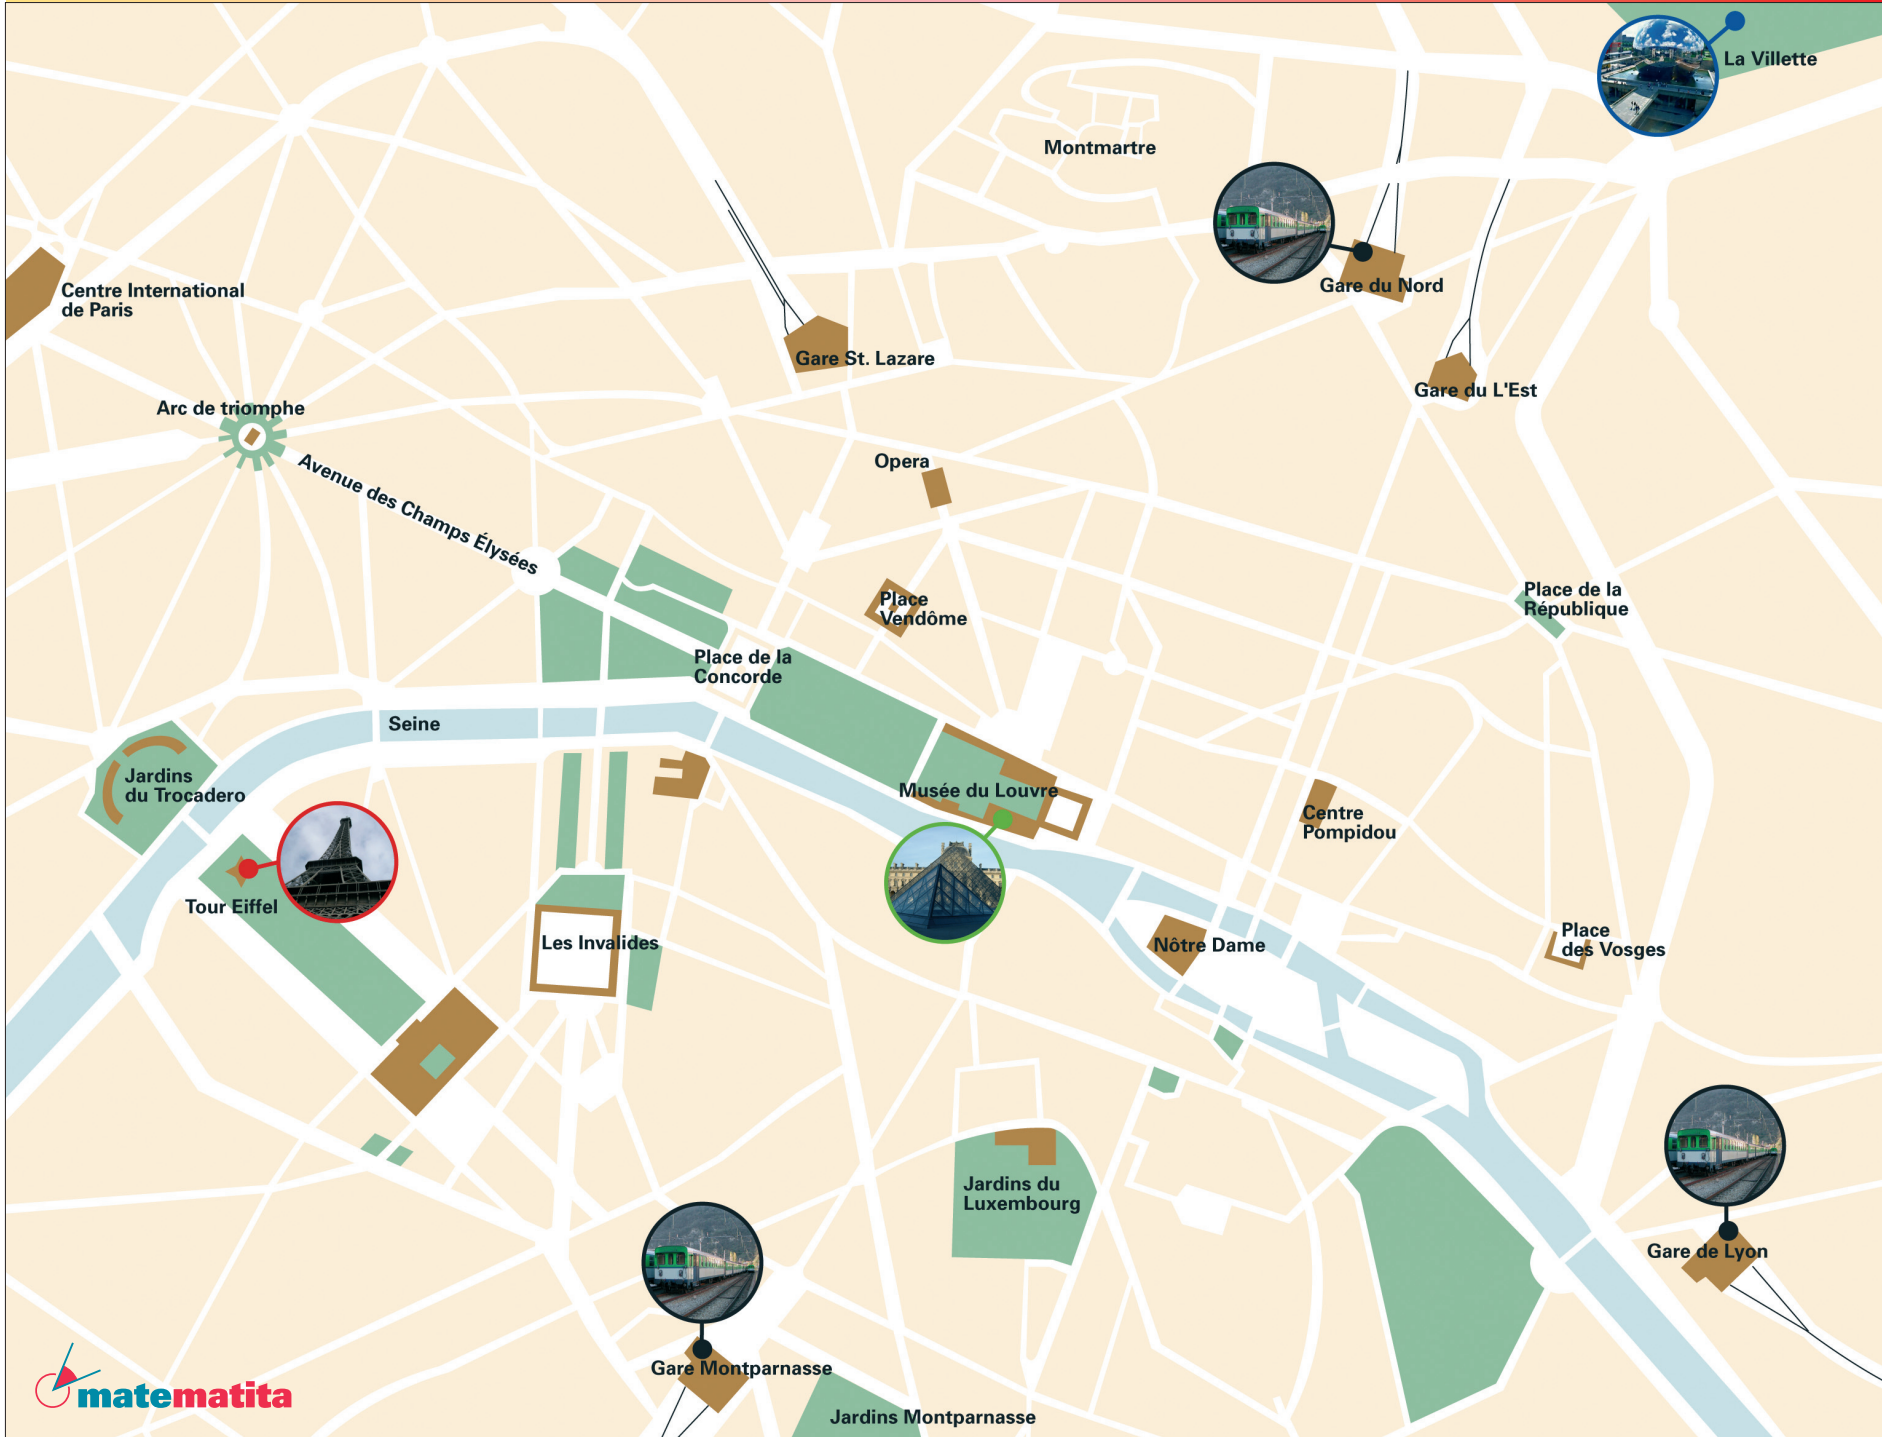 La Villette
Montmartre
Centre International
de Paris
Gare du Nord
Gare St. Lazare
Gare du L'Est
Arc de triomphe
Avenue des Champs Élysées
Opera
Place
Vendôme
Place de la
République
Place de la
Concorde
Seine
Jardins
du Trocadero
Musée du Louvre
Centre
Pompidou
Tour Eiffel
Les Invalides
Nôtre Dame
Place
des Vosges
Jardins du
Luxembourg
Gare de Lyon
Gare Montparnasse
matematita
Jardins Montparnasse